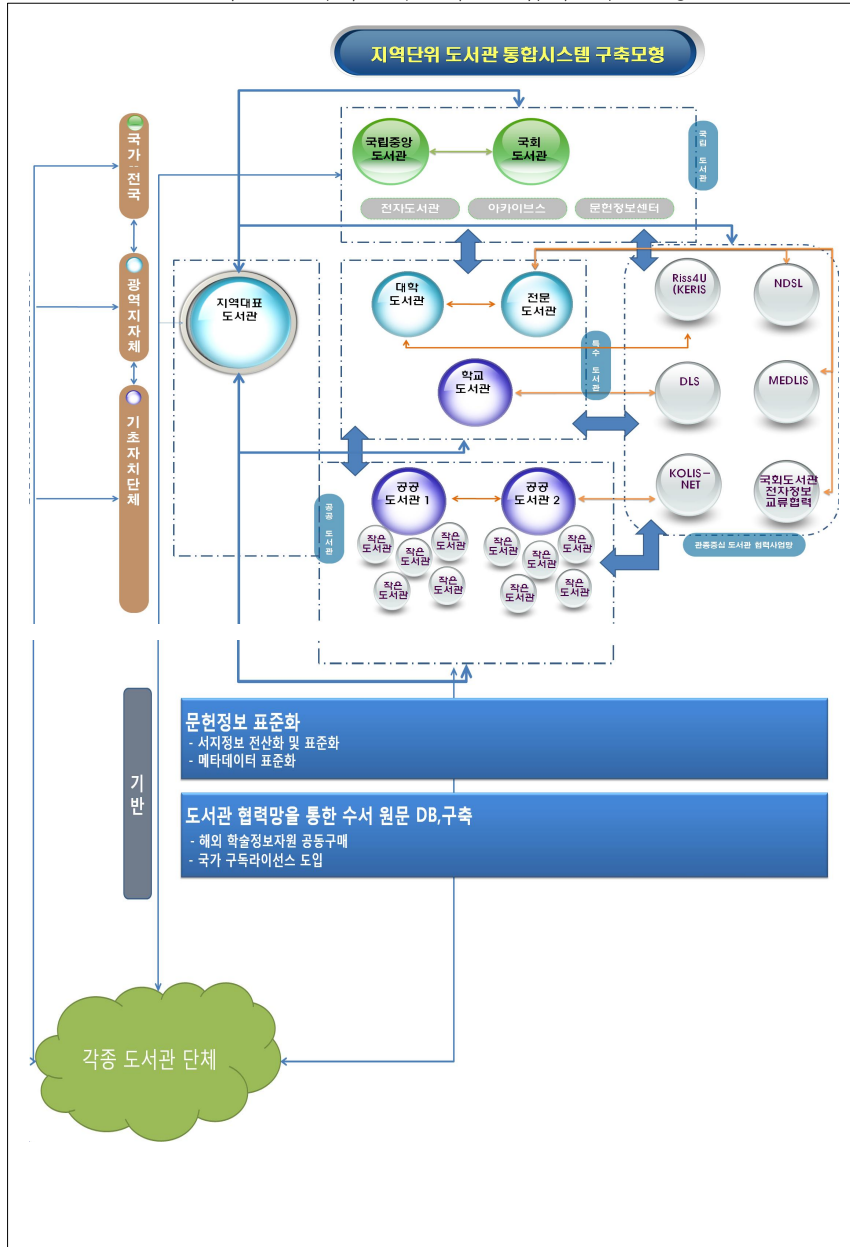 지역단위 도서관 통합시스템 구축모형
국가--전국
광역지자체
기초자치단체
국립중앙
도서관
국회
도서관
국립 도서관
전자도서관
아카이브스
문헌정보센터
지역대표
도서관
대학
도서관
전문
도서관
학교
도서관
특수 도서관
Riss4U
(KERIS
NDSL
DLS
MEDLIS
KOLIS-
NET
국회도서관
전자정보
교류협력
관종중심 도서관 협력사업망
공공 도서관
공공
도서관 1
공공
도서관 2
작은
도서관
작은
도서관
작은
도서관
작은
도서관
작은
도서관
작은
도서관
작은
도서관
작은
도서관
작은
도서관
작은
도서관
기반
문헌정보 표준화
- 서지정보 전산화 및 표준화
- 메타데이터 표준화
도서관 협력망을 통한 수서 원문 DB,구축
- 해외 학술정보자원 공동구매
- 국가 구독라이선스 도입
각종 도서관 단체